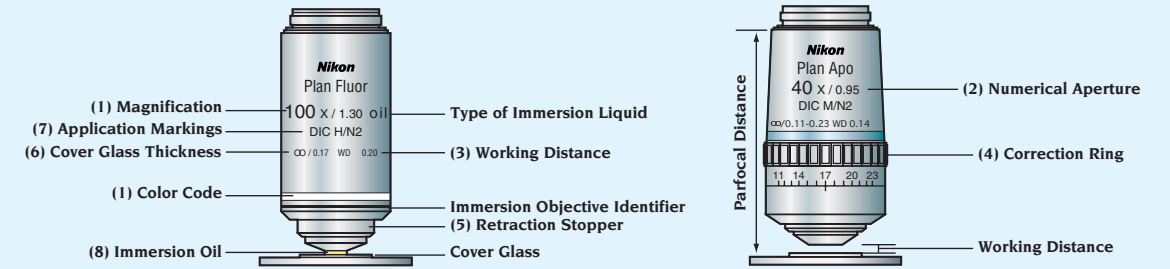 (1) Magnification
(7) Application Markings
(6) Cover Glass Thickness
(1) Color Code
(8) Immersion Oil
Nikon
Plan Fluor
100 X / 1.30 oil
DIC H/N2
∞ / 0.17 WD 0.20
Type of Immersion Liquid
(3) Working Distance
Immersion Objective Identifier
(5) Retraction Stopper
Cover Glass
Parfocal Distance
Nikon
Plan Apo
40 X / 0.95
DIC M/N2
∞/0.11-0.23 WD 0.14
11 14 17 20 23
(2) Numerical Aperture
(4) Correction Ring
Working Distance